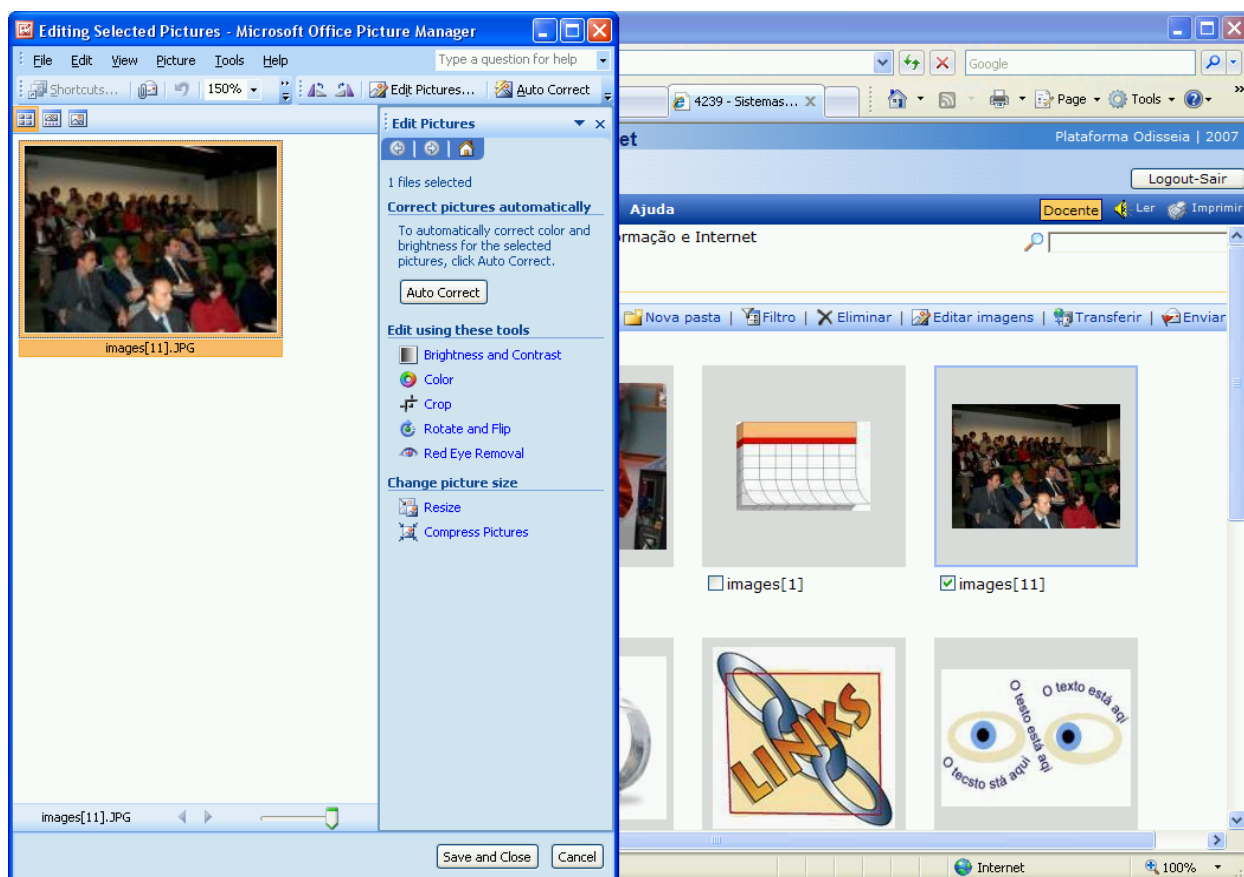 Editing Selected Pictures - Microsoft Office Picture Manager
File Edit View Picture Tools Help
Type a question for help
Shortcuts...
150%
Edit Pictures...
Auto Correct
Edit Pictures
1 files selected
Correct pictures automatically
To automatically correct color and
brightness for the selected
pictures, click Auto Correct.
Auto Correct
Edit using these tools
Brightness and Contrast
Color
Crop
Rotate and Flip
Red Eye Removal
Change picture size
Resize
Compress Pictures
images[11].JPG
images[11].JPG
Save and Close
Cancel
Google
4239 - Sistemas...
Page
Tools
»
et
Plataforma Odisseia | 2007
Logout-Sair
Ajuda
Docente
Ler
Imprimir
ormação e Internet
Nova pasta | Filtro | Eliminar | Editar imagens | Transferir | Enviar
images[1]
images[11]
LINKS
O texto está aqi
O testo está aqi
O tecsto stá aqui
Internet
100%